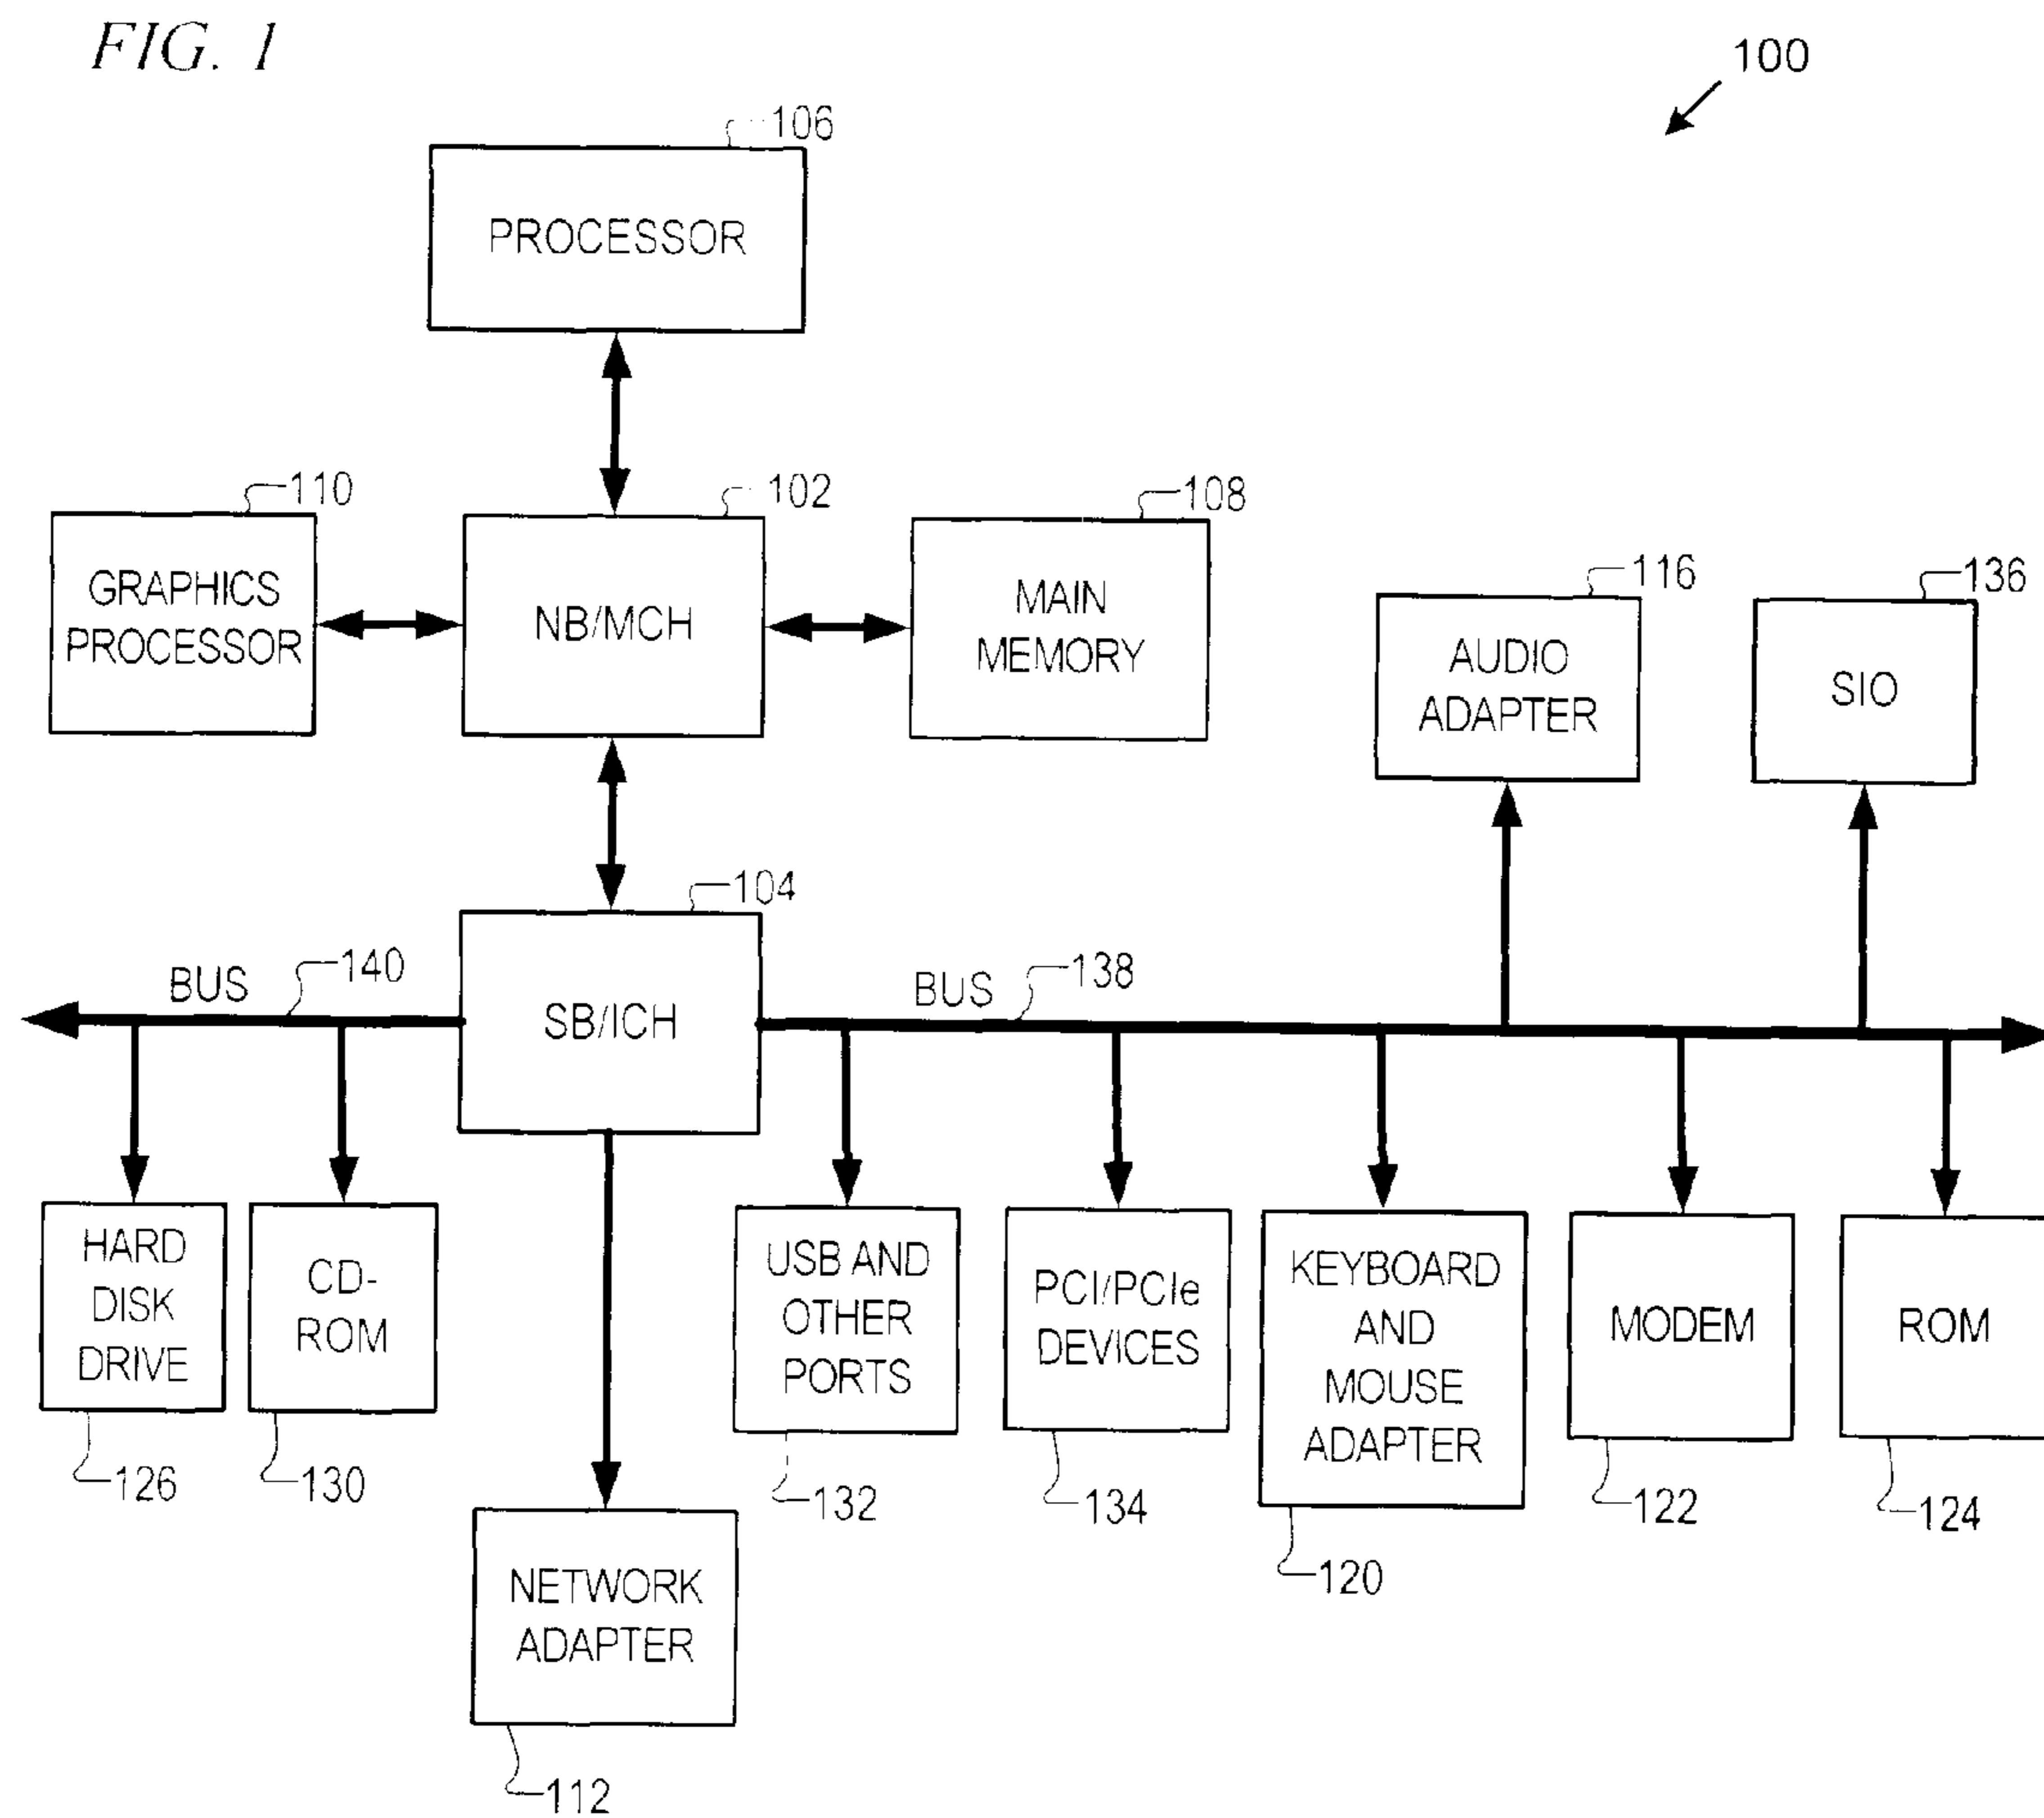 FIG. 1
100
106
PROCESSOR
110
102
108
GRAPHICS
PROCESSOR
NB/MCH
MAIN
MEMORY
116
136
AUDIO
ADAPTER
SIO
104
BUS
140
SB/ICH
BUS
138
HARD
DISK
DRIVE
CD-
ROM
USB AND
OTHER
PORTS
PCI/PCIe
DEVICES
KEYBOARD
AND
MOUSE
ADAPTER
MODEM
ROM
126
130
132
134
120
122
124
NETWORK
ADAPTER
112